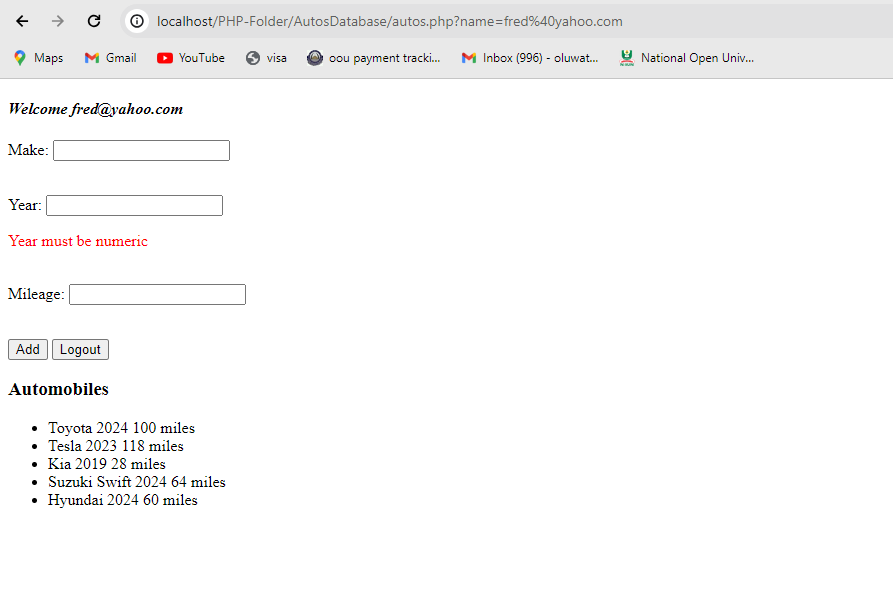 localhost/PHP-Folder/AutosDatabase/autos.php?name=fred%40yahoo.com
Maps Gmail YouTube visa oou payment tracki... Inbox (996) - oluwat... National Open Univ...
Welcome fred@yahoo.com
Make:
Year:
Year must be numeric
Mileage:
Add Logout
Automobiles
• Toyota 2024 100 miles
• Tesla 2023 118 miles
• Kia 2019 28 miles
• Suzuki Swift 2024 64 miles
• Hyundai 2024 60 miles